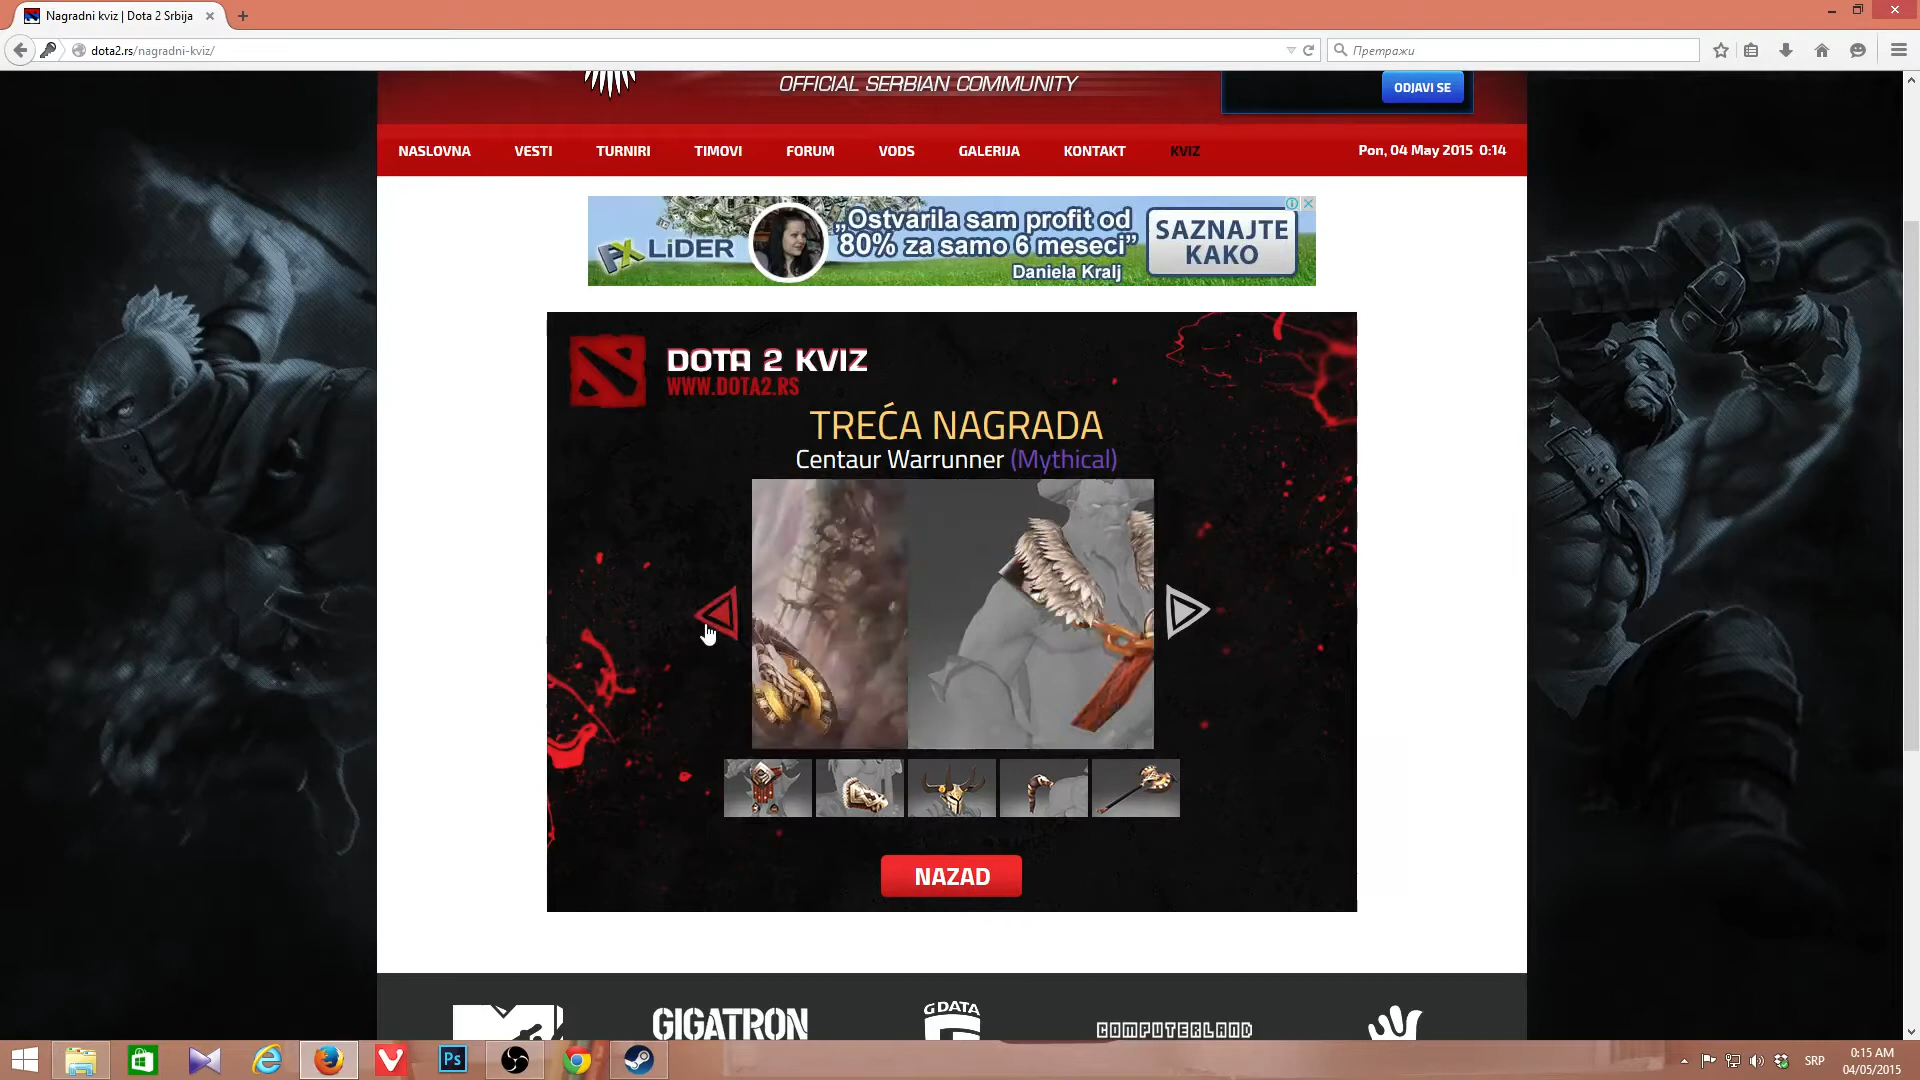 Nagradni kviz | Dota 2 Srbija
dota2.rs/nagradni-kviz/
Претражи
OFFICIAL SERBIAN COMMUNITY
ODJAVI SE
NASLOVNA VESTI TURNIRI TIMOVI FORUM VODS GALERIJA KONTAKT KVIZ
Pon, 04 May 2015 0:14
FX LiDER
„Ostvarila sam profit od
80% za samo 6 meseci”
Daniela Kralj
SAZNAJTE
KAKO
DOTA 2 KVIZ
WWW.DOTA2.RS
TREĆA NAGRADA
Centaur Warrunner (Mythical)
NAZAD
GIGATRON
G DATA
COMPUTERLAND
Ps
SRP
0:15 AM
04/05/2015